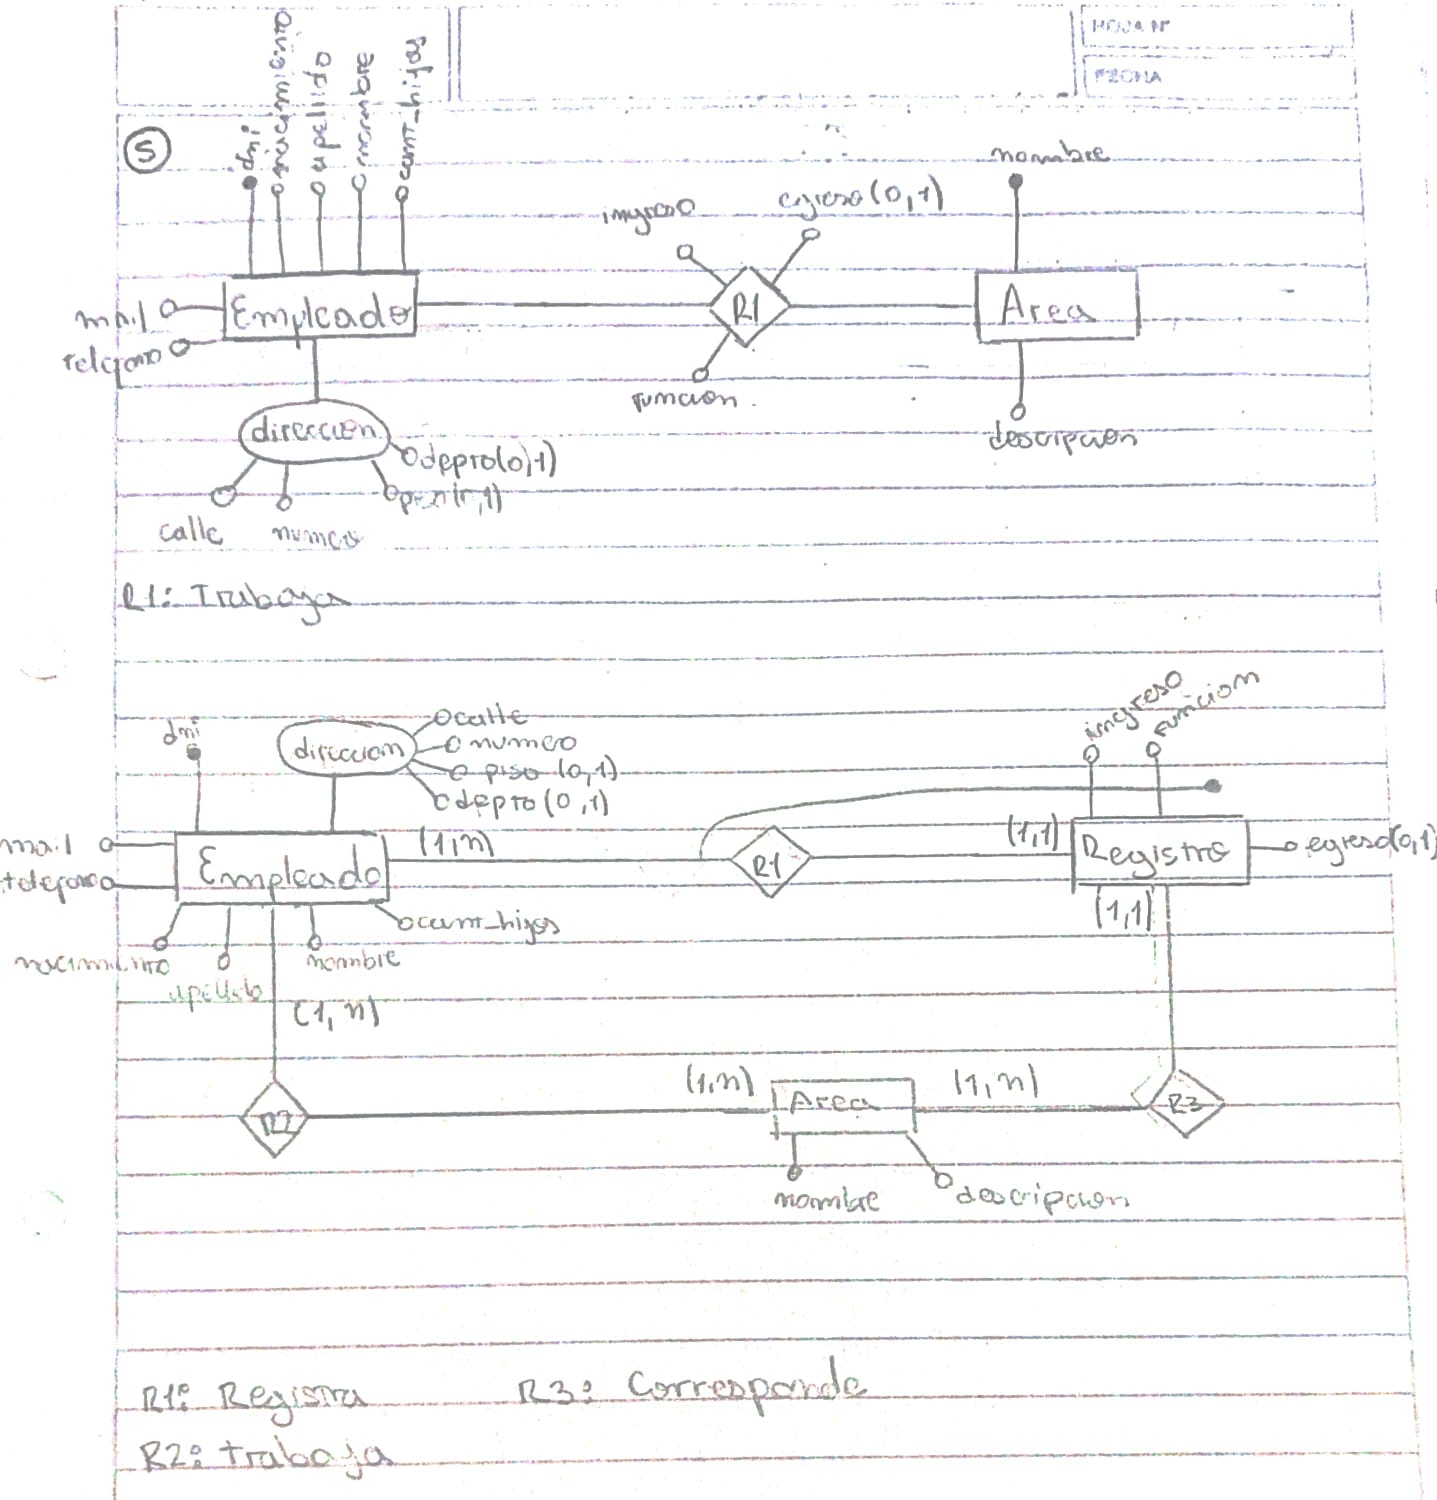 HOJA N°
FECHA
5
dni
nacimiento
apellido
nombre
cant_hijos
nombre
ingreso
egreso (0,1)
mail
Empleado
R1
Area
telefono
funcion
direccion
descripcion
depto (0,1)
piso (0,1)
calle
numero
R1: Trabaja
ingreso
funcion
dni
calle
direccion
numero
piso (0,1)
depto (0,1)
mail
(1,n)
(1,1)
Registro
egreso (0,1)
Empleado
R1
telefono
(1,1)
cant_hijos
nacimiento
nombre
apellido
(1,n)
(1,n)
(1,n)
R2
Area
R3
nombre
descripcion
R1: Registra
R3: Corresponde
R2: trabaja